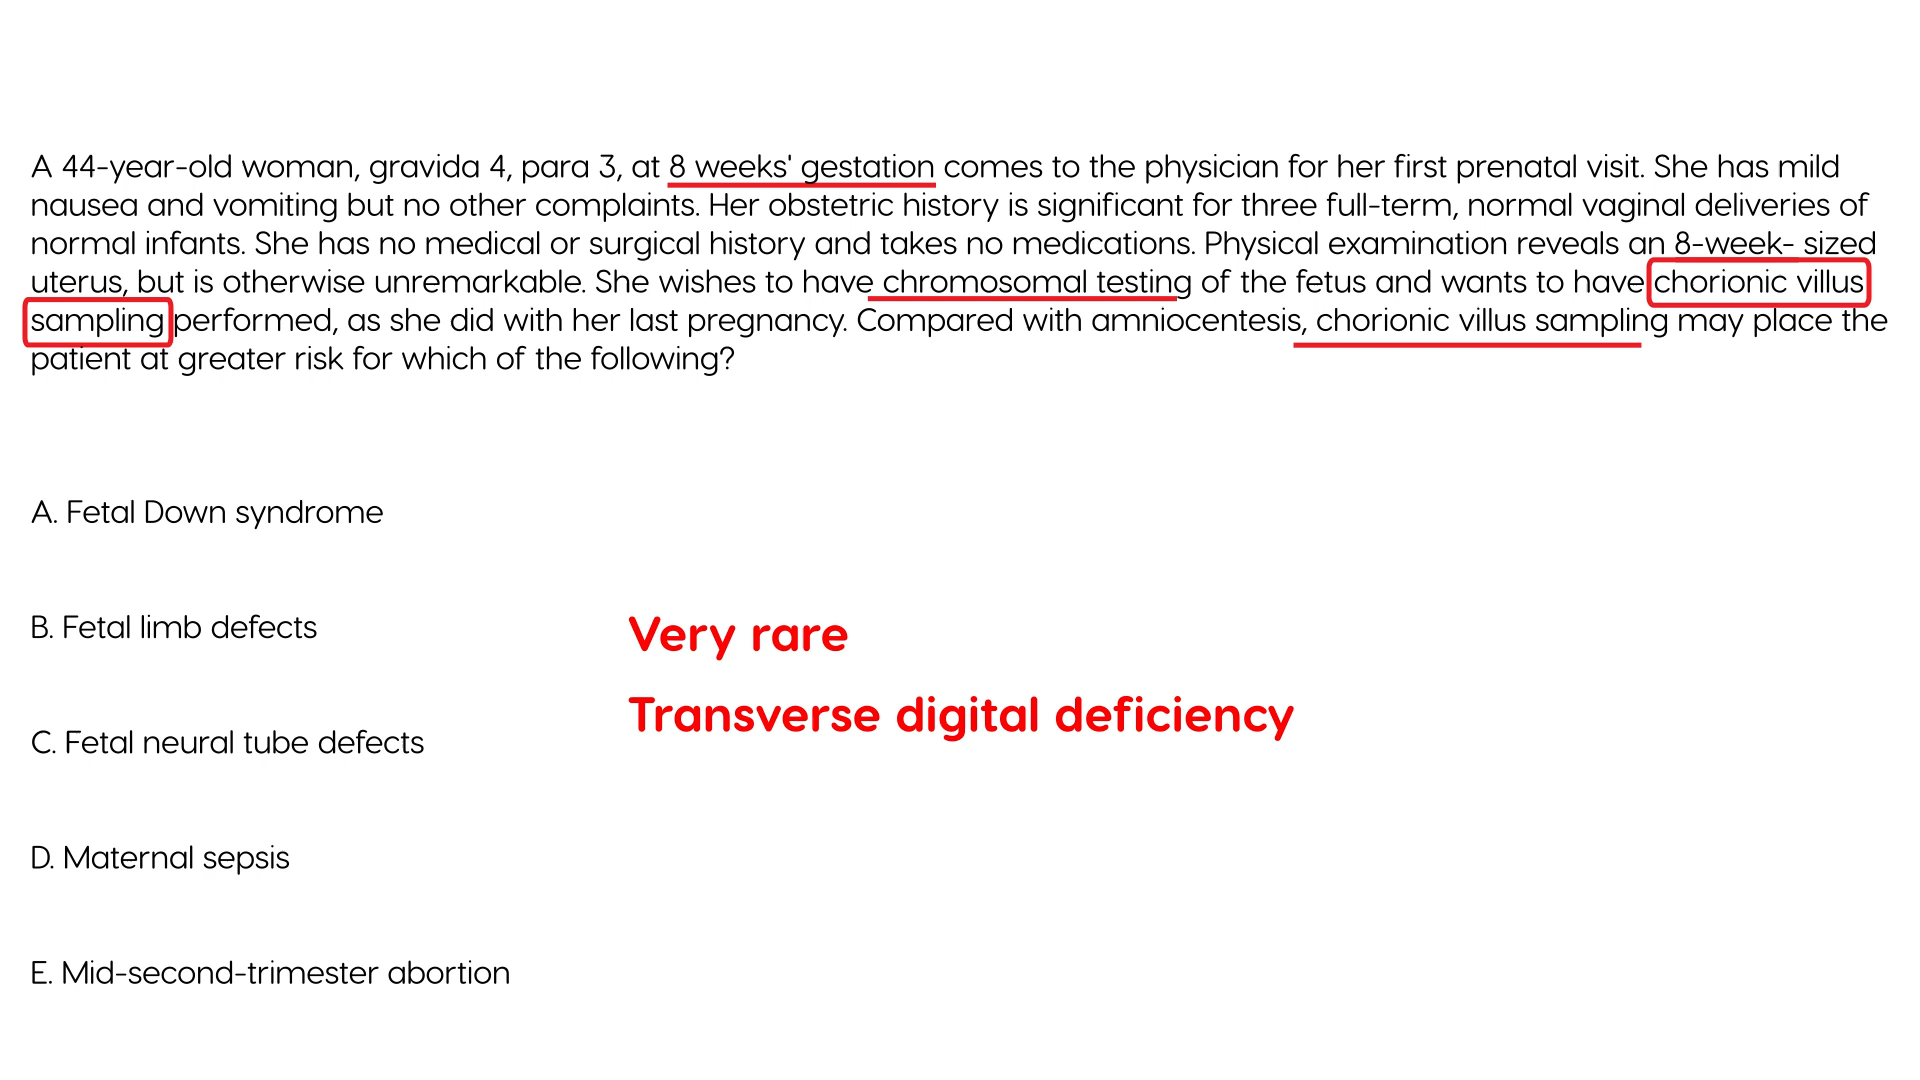 A 44-year-old woman, gravida 4, para 3, at 8 weeks' gestation comes to the physician for her first prenatal visit. She has mild
nausea and vomiting but no other complaints. Her obstetric history is significant for three full-term, normal vaginal deliveries of
normal infants. She has no medical or surgical history and takes no medications. Physical examination reveals an 8-week- sized
uterus, but is otherwise unremarkable. She wishes to have chromosomal testing of the fetus and wants to have chorionic villus
sampling performed, as she did with her last pregnancy. Compared with amniocentesis, chorionic villus sampling may place the
patient at greater risk for which of the following?
A. Fetal Down syndrome
B. Fetal limb defects
Very rare
Transverse digital deficiency
C. Fetal neural tube defects
D. Maternal sepsis
E. Mid-second-trimester abortion